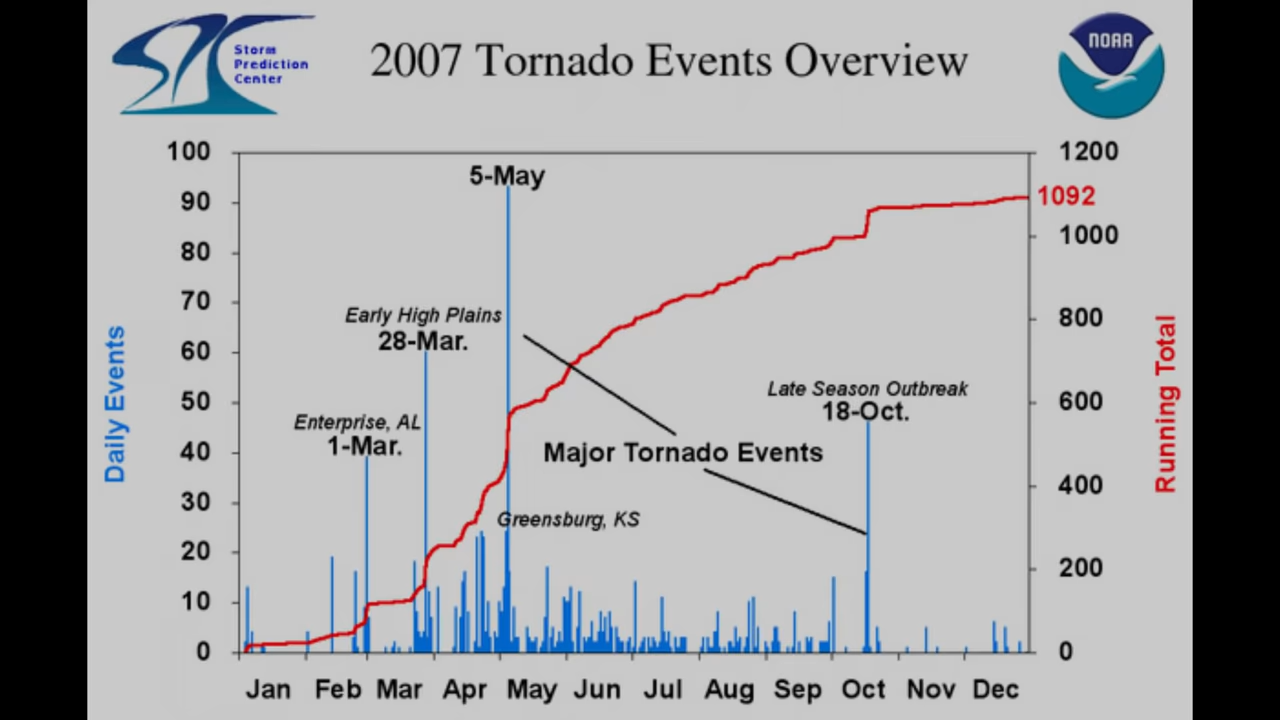 Storm
Prediction
Center
2007 Tornado Events Overview
NOAA
100
90
80
70
60
50
40
30
20
10
0
Daily Events
1200
1092
1000
800
600
400
200
0
Running Total
5-May
Early High Plains
28-Mar.
Enterprise, AL
1-Mar.
Late Season Outbreak
18-Oct.
Major Tornado Events
Greensburg, KS
Jan Feb Mar Apr May Jun Jul Aug Sep Oct Nov Dec